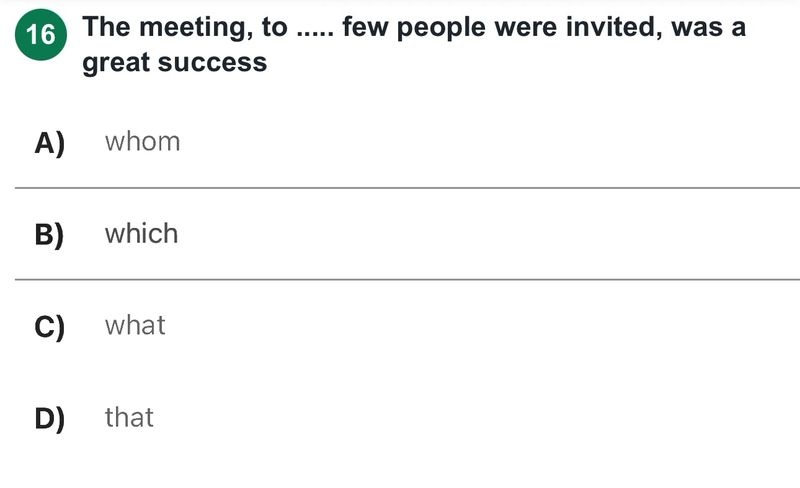 16 The meeting, to ..... few people were invited, was a
great success
A) whom
B) which
C) what
D) that